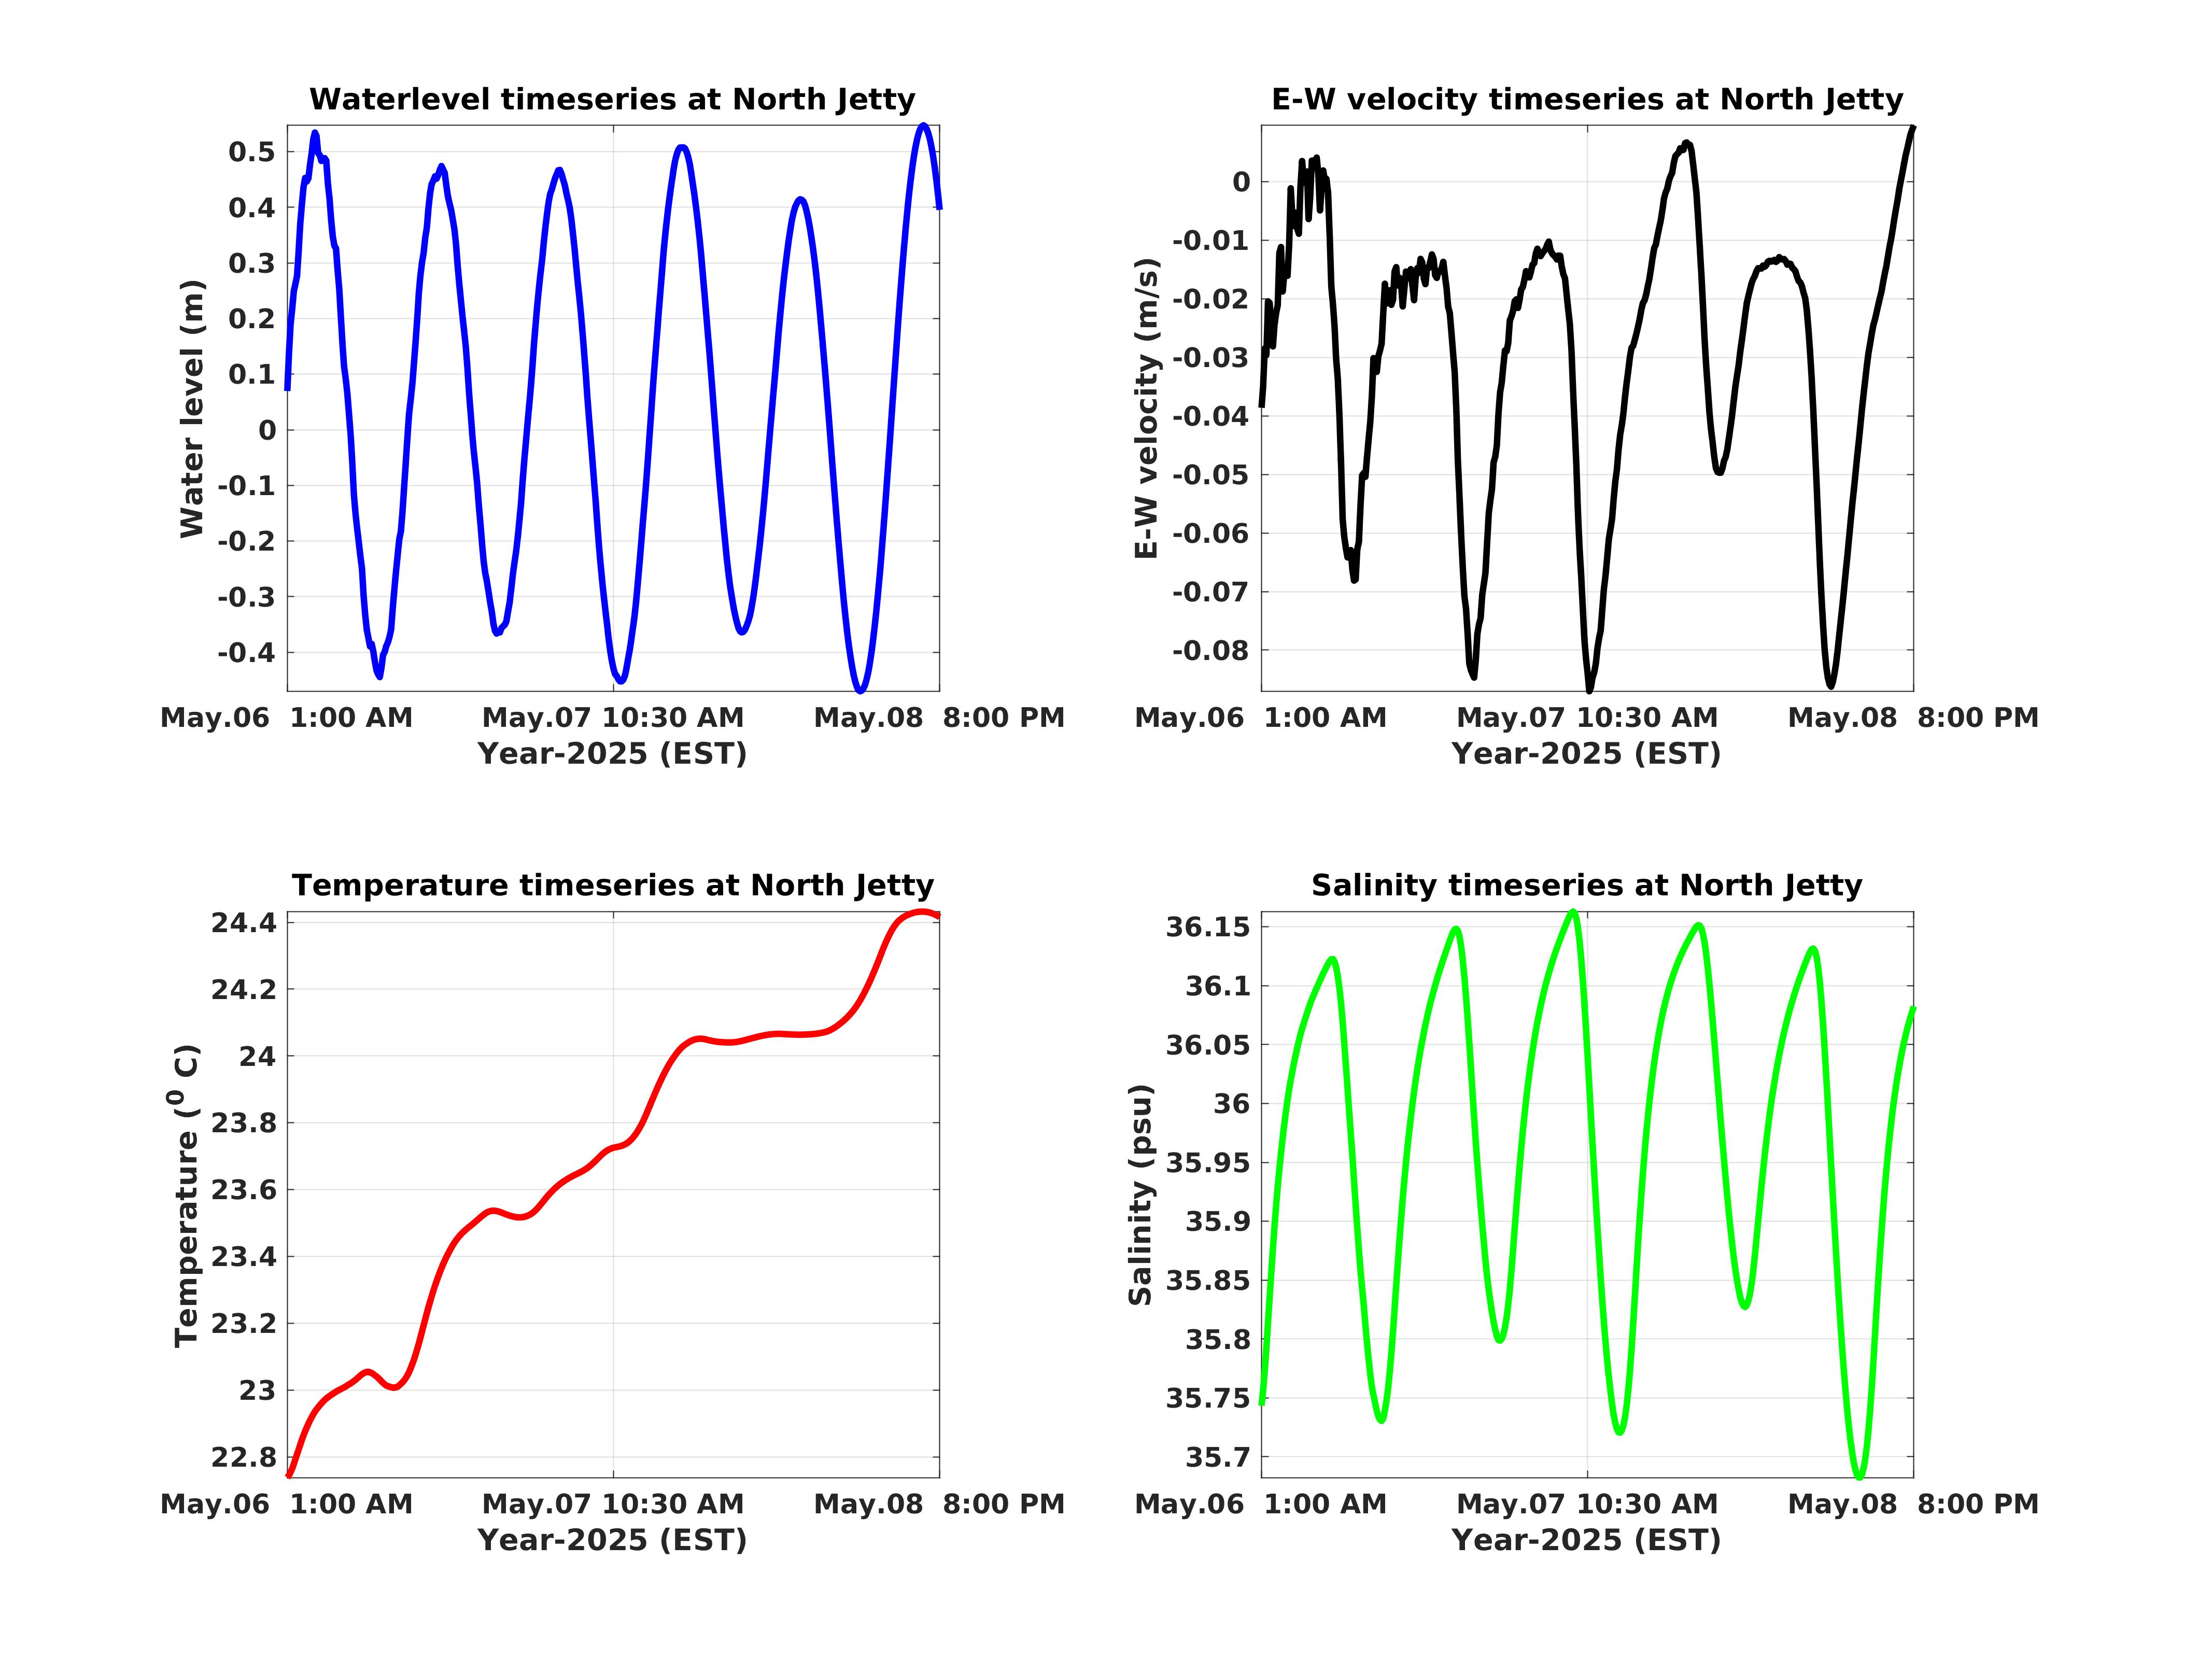 Waterlevel timeseries at North Jetty
0.5
0.4
0.3
0.2
0.1
0
-0.1
-0.2
-0.3
-0.4
Water level (m)
May.06 1:00 AM May.07 10:30 AM May.08 8:00 PM
Year-2025 (EST)
E-W velocity timeseries at North Jetty
0
-0.01
-0.02
-0.03
-0.04
-0.05
-0.06
-0.07
-0.08
E-W velocity (m/s)
May.06 1:00 AM May.07 10:30 AM May.08 8:00 PM
Year-2025 (EST)
Temperature timeseries at North Jetty
24.4
24.2
24
23.8
23.6
23.4
23.2
23
22.8
Temperature (⁰ C)
May.06 1:00 AM May.07 10:30 AM May.08 8:00 PM
Year-2025 (EST)
Salinity timeseries at North Jetty
36.15
36.1
36.05
36
35.95
35.9
35.85
35.8
35.75
35.7
Salinity (psu)
May.06 1:00 AM May.07 10:30 AM May.08 8:00 PM
Year-2025 (EST)